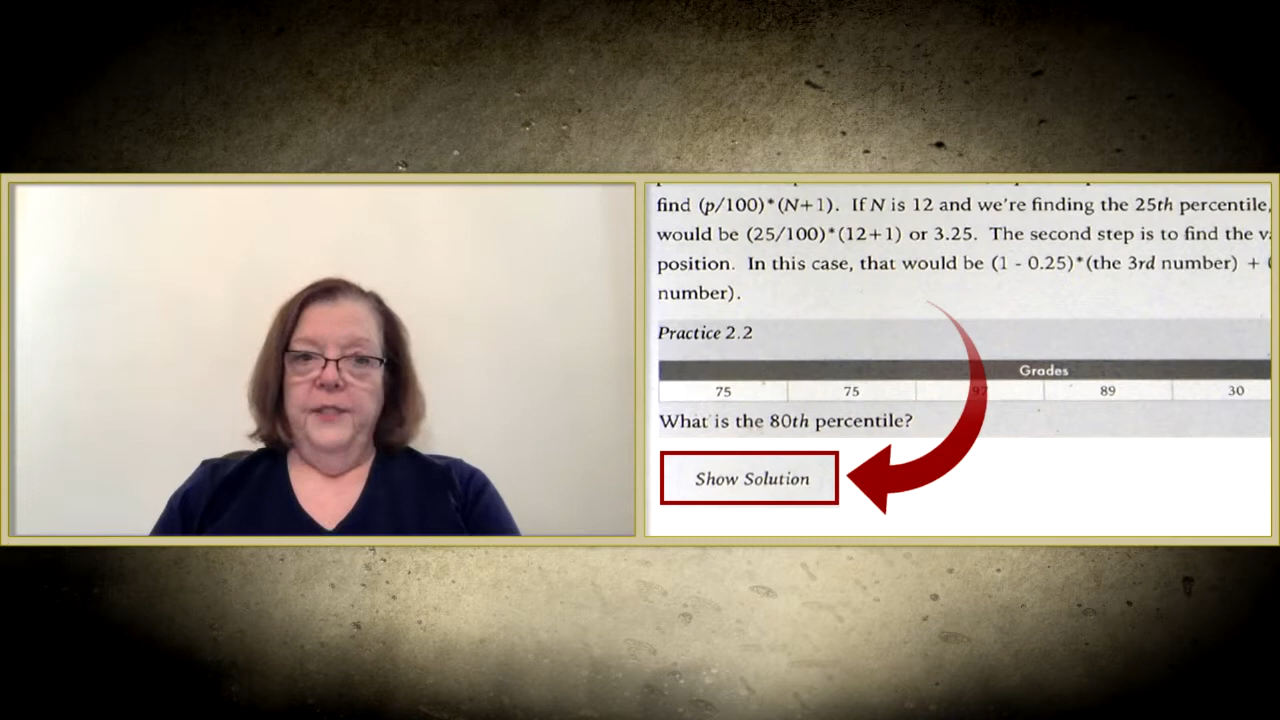 find (p/100)*(N+1). If N is 12 and we're finding the 25th percentile,
would be (25/100)*(12+1) or 3.25. The second step is to find the
position. In this case, that would be (1 - 0.25)*(the 3rd number) +
number).
Practice 2.2
Grades
75 75 97 89 30
What is the 80th percentile?
Show Solution